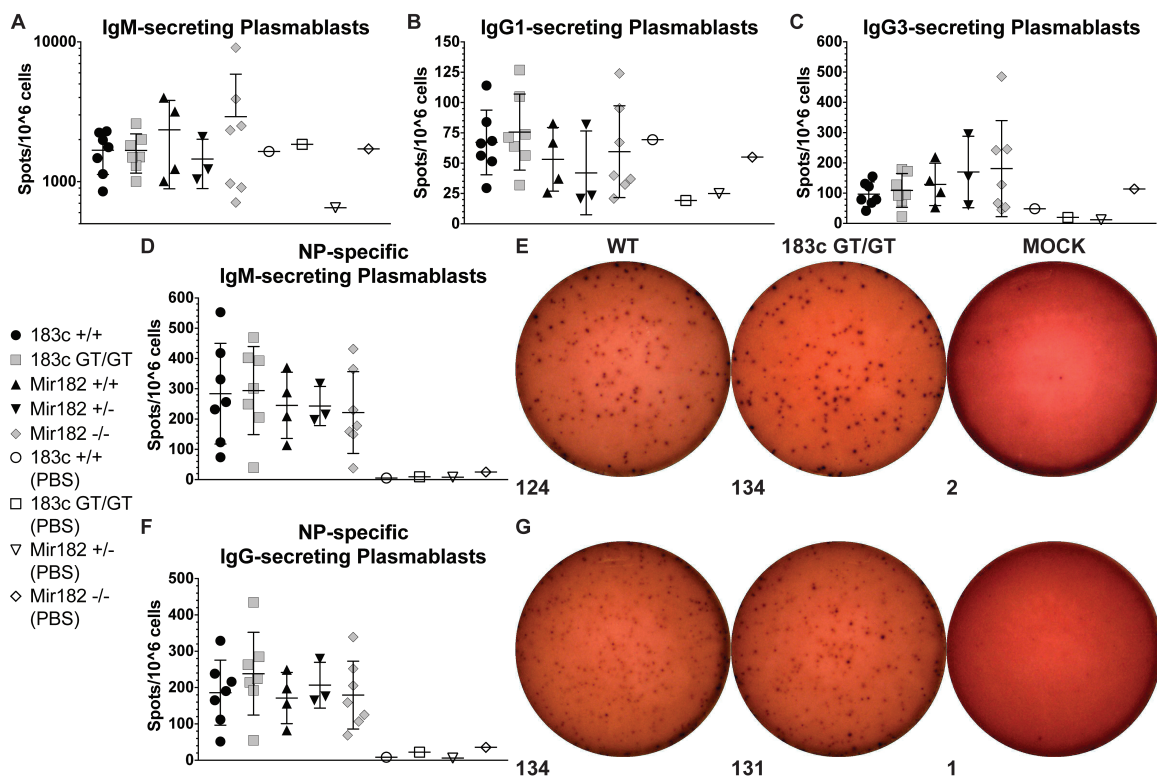 A
IgM-secreting Plasmablasts
Spots/10^6 cells
10000
1000
B
IgG1-secreting Plasmablasts
Spots/10^6 cells
150
125
100
75
50
25
0
C
IgG3-secreting Plasmablasts
Spots/10^6 cells
600
500
400
300
200
100
0
183c +/+
183c GT/GT
Mir182 +/+
Mir182 +/-
Mir182 -/-
183c +/+
(PBS)
183c GT/GT
(PBS)
Mir182 +/-
(PBS)
Mir182 -/-
(PBS)
D
NP-specific
IgM-secreting Plasmablasts
Spots/10^6 cells
600
500
400
300
200
100
0
E
WT
183c GT/GT
MOCK
124
134
2
F
NP-specific
IgG-secreting Plasmablasts
Spots/10^6 cells
500
400
300
200
100
0
G
134
131
1